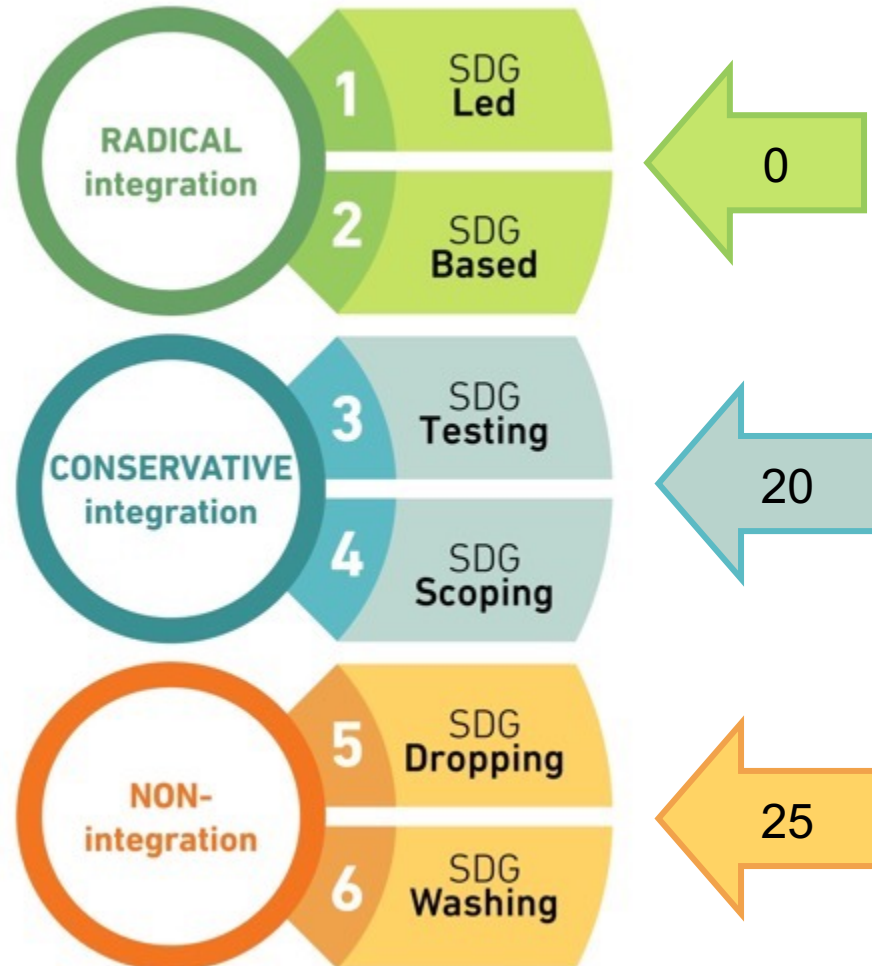 RADICAL
integration
1
SDG
Led
2
SDG
Based
0
CONSERVATIVE
integration
3
SDG
Testing
4
SDG
Scoping
20
NON-
integration
5
SDG
Dropping
6
SDG
Washing
25